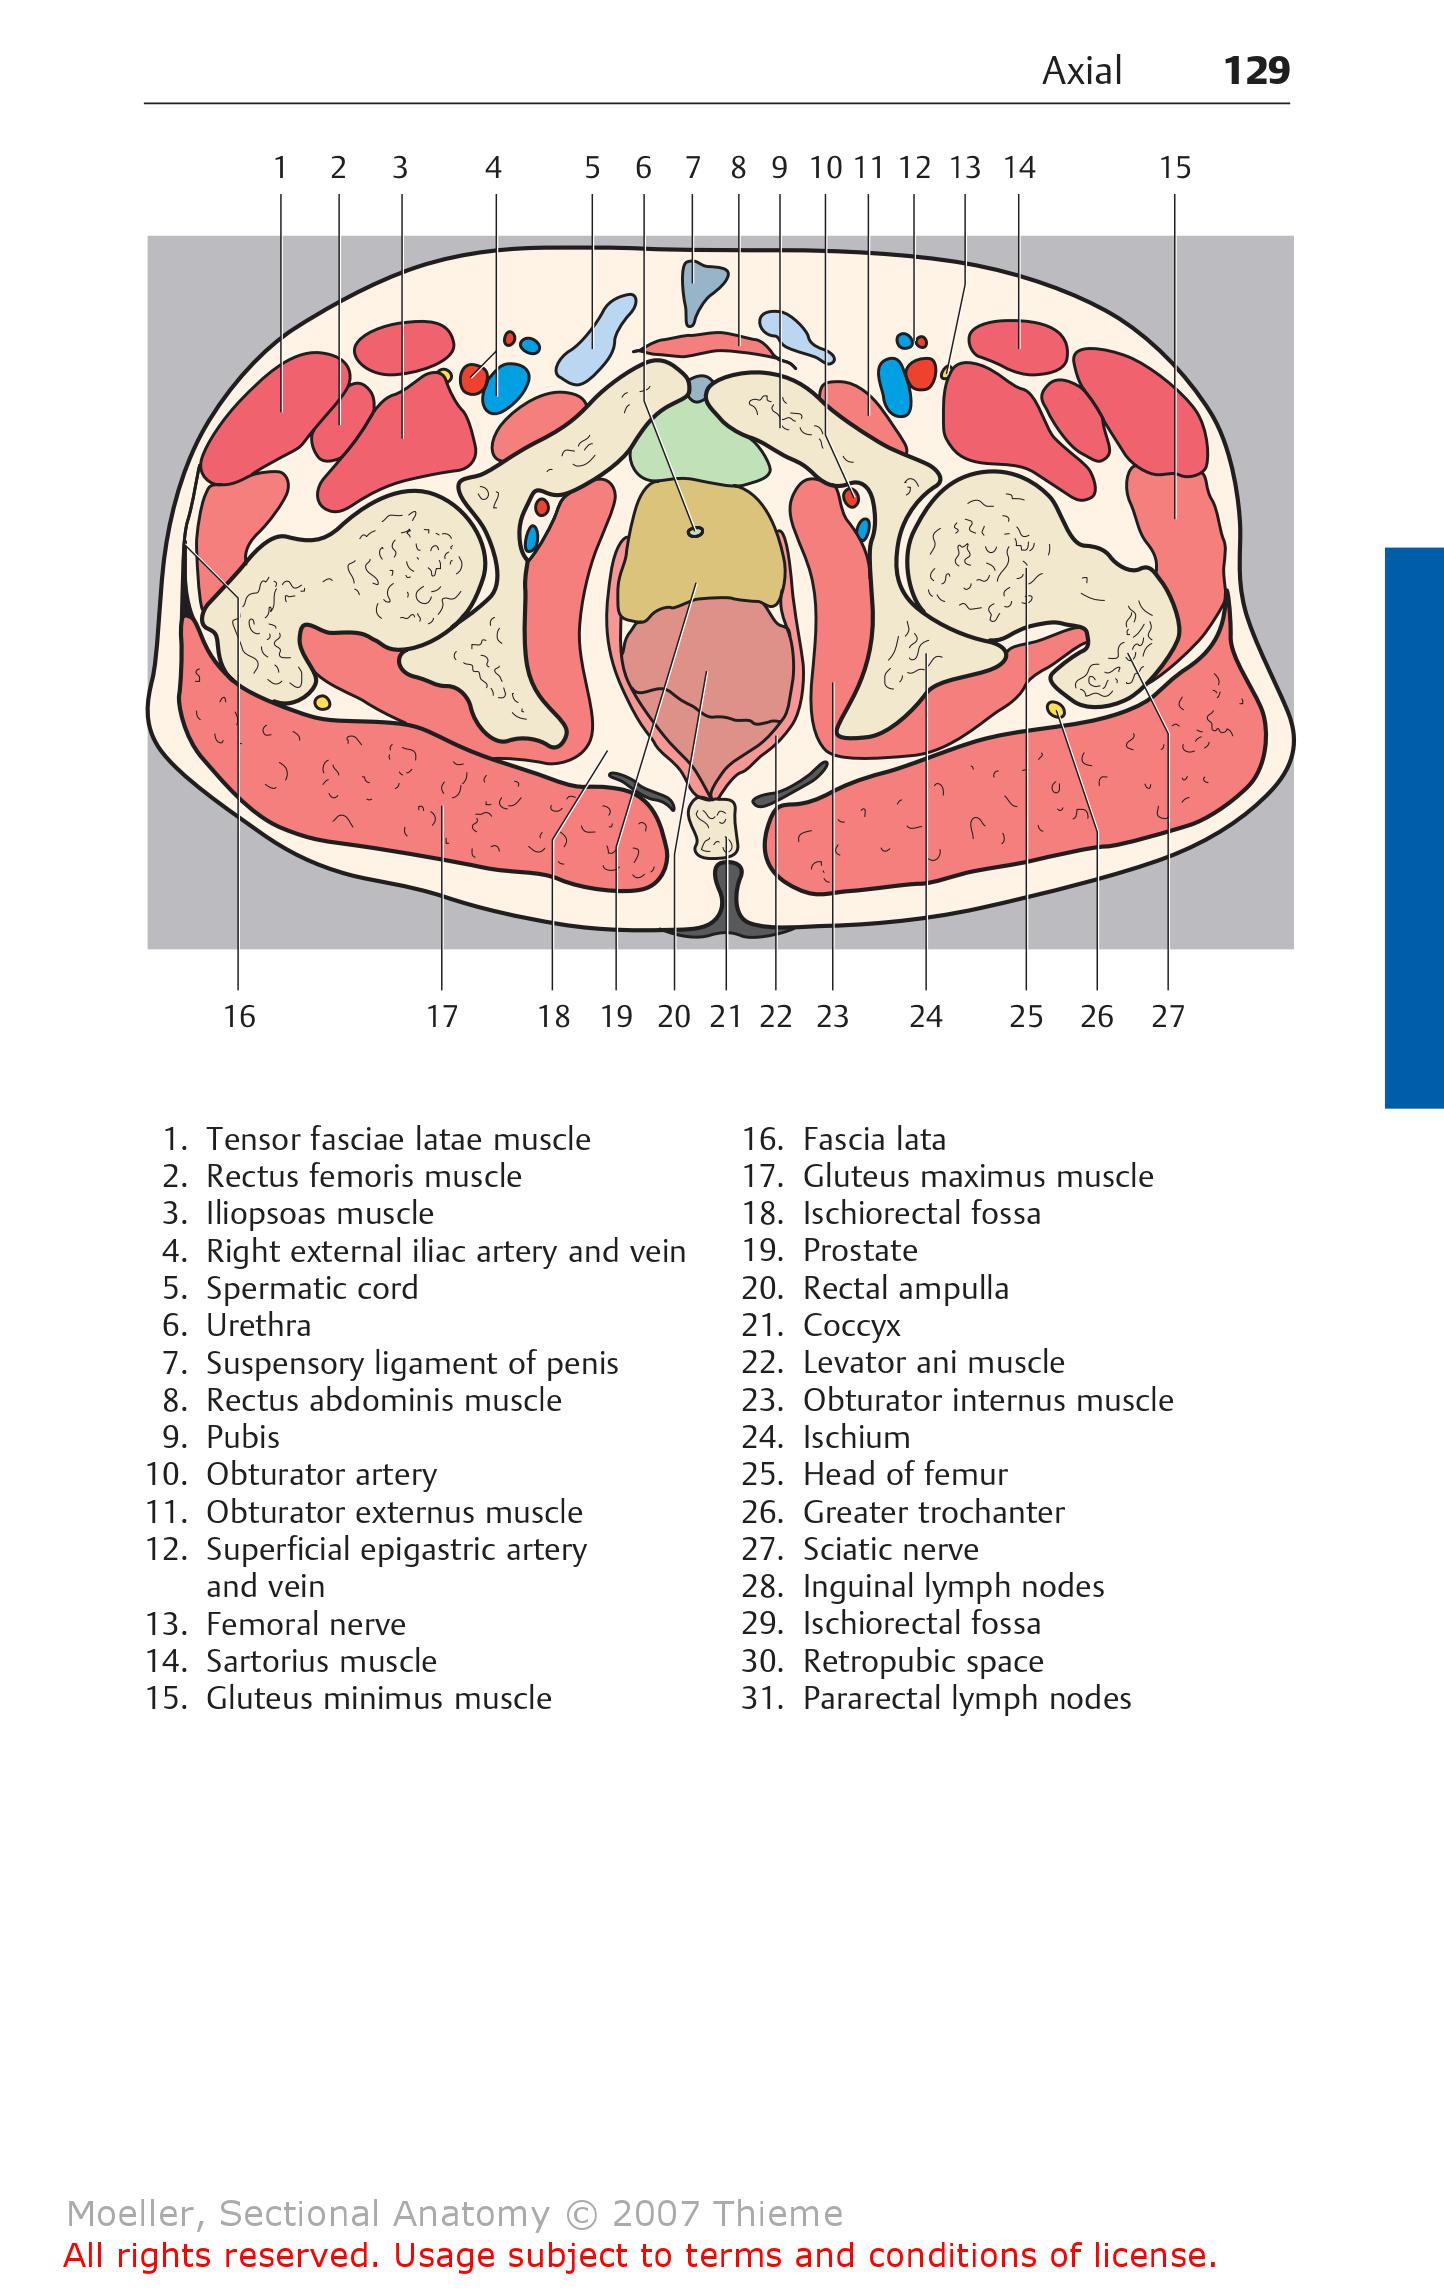 Axial 129
1 2 3 4 5 6 7 8 9 10 11 12 13 14 15
16 17 18 19 20 21 22 23 24 25 26 27
1. Tensor fasciae latae muscle
2. Rectus femoris muscle
3. Iliopsoas muscle
4. Right external iliac artery and vein
5. Spermatic cord
6. Urethra
7. Suspensory ligament of penis
8. Rectus abdominis muscle
9. Pubis
10. Obturator artery
11. Obturator externus muscle
12. Superficial epigastric artery
and vein
13. Femoral nerve
14. Sartorius muscle
15. Gluteus minimus muscle
16. Fascia lata
17. Gluteus maximus muscle
18. Ischiorectal fossa
19. Prostate
20. Rectal ampulla
21. Coccyx
22. Levator ani muscle
23. Obturator internus muscle
24. Ischium
25. Head of femur
26. Greater trochanter
27. Sciatic nerve
28. Inguinal lymph nodes
29. Ischiorectal fossa
30. Retropubic space
31. Pararectal lymph nodes
Moeller, Sectional Anatomy © 2007 Thieme
All rights reserved. Usage subject to terms and conditions of license.